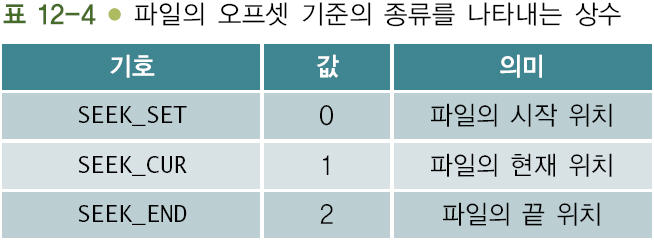 표 12-4 ● 파일의 오프셋 기준의 종류를 나타내는 상수
기호 값 의미
SEEK_SET 0 파일의 시작 위치
SEEK_CUR 1 파일의 현재 위치
SEEK_END 2 파일의 끝 위치